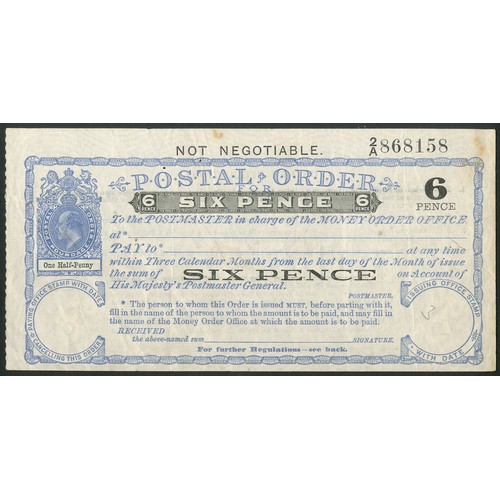 NOT NEGOTIABLE. 2/A 868158
POSTAL ORDER
FOR
6 SIX PENCE 6
6
PENCE
To the POSTMASTER in charge of the MONEY ORDER OFFICE
at*
PAY to* at any time
within Three Calendar Months from the last day of the Month of issue
the sum of SIX PENCE on Account of
His Majesty's Postmaster General.
POSTMASTER.
One Half-Penny
* The person to whom this Order is issued MUST, before parting with it,
fill in the name of the person to whom the amount is to be paid, and may fill in
the name of the Money Order Office at which the amount is to be paid.
RECEIVED
the above-named sum SIGNATURE.
For further Regulations—see back.
PAYING OFFICE STAMP WITH DATE
CANCELLING THIS ORDER
ISSUING OFFICE STAMP
WITH DATE
3